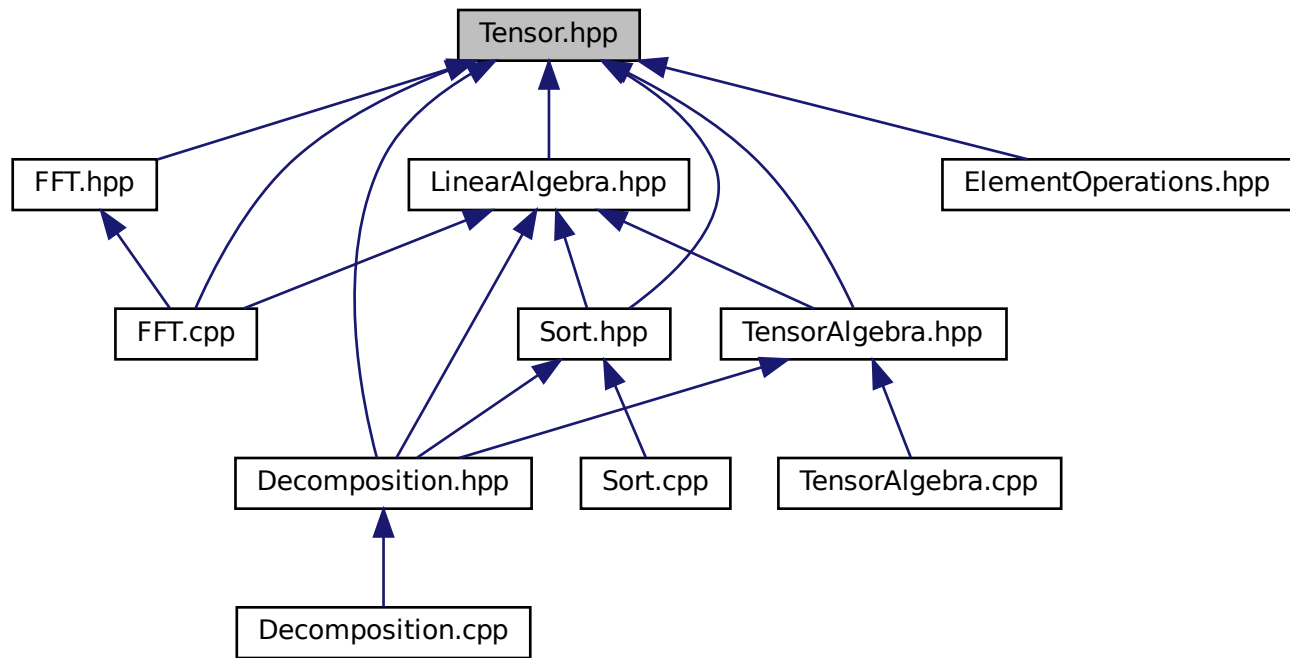 Tensor.hpp
FFT.hpp
LinearAlgebra.hpp
ElementOperations.hpp
FFT.cpp
Sort.hpp
TensorAlgebra.hpp
Decomposition.hpp
Sort.cpp
TensorAlgebra.cpp
Decomposition.cpp